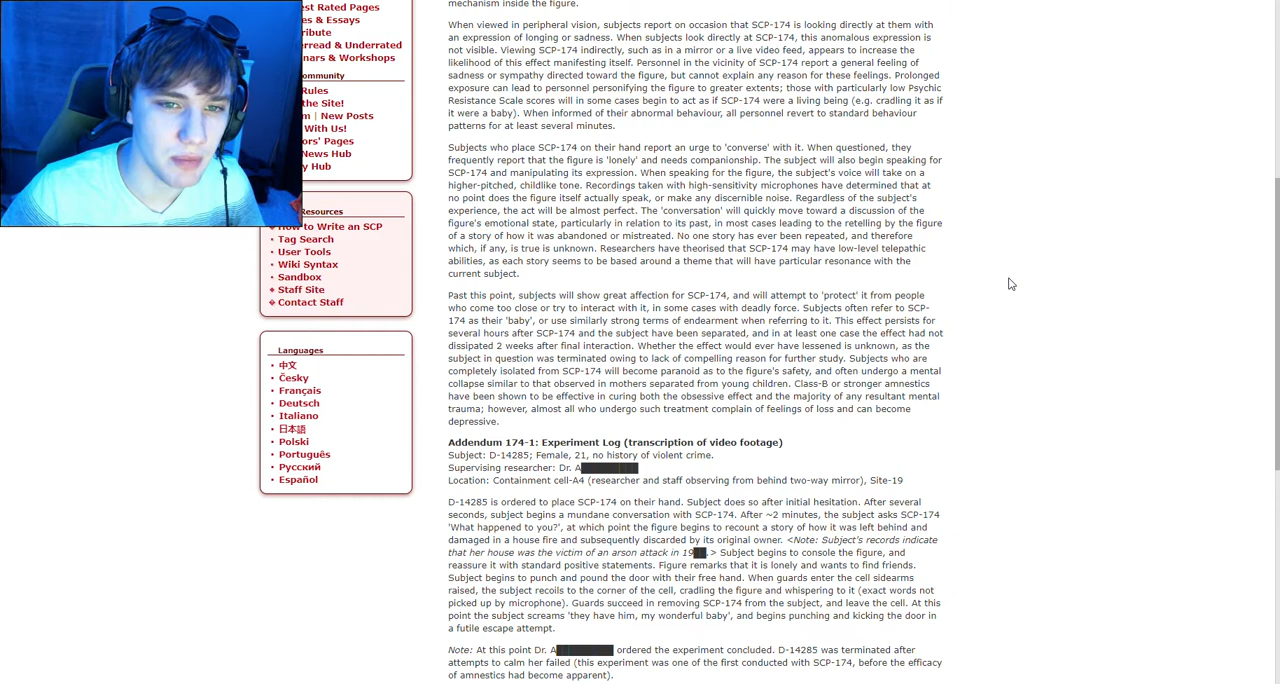 est Rated Pages
es & Essays
tribute
erread & Underrated
inars & Workshops
ommunity
Rules
the Site!
m | New Posts
With Us!
ors' Pages
News Hub
y Hub
Resources
How to Write an SCP
Tag Search
User Tools
Wiki Syntax
Sandbox
Staff Site
Contact Staff
Languages
中文
Česky
Français
Deutsch
Italiano
日本語
Polski
Português
Русский
Español
mechanism inside the figure.
When viewed in peripheral vision, subjects report on occasion that SCP-174 is looking directly at them with
an expression of longing or sadness. When subjects look directly at SCP-174, this anomalous expression is
not visible. Viewing SCP-174 indirectly, such as in a mirror or a live video feed, appears to increase the
likelihood of this effect manifesting itself. Personnel in the vicinity of SCP-174 report a general feeling of
sadness or sympathy directed toward the figure, but cannot explain any reason for these feelings. Prolonged
exposure can lead to personnel personifying the figure to greater extents; those with particularly low Psychic
Resistance Scale scores will in some cases begin to act as if SCP-174 were a living being (e.g. cradling it as if
it were a baby). When informed of their abnormal behaviour, all personnel revert to standard behaviour
patterns for at least several minutes.
Subjects who place SCP-174 on their hand report an urge to 'converse' with it. When questioned, they
frequently report that the figure is 'lonely' and needs companionship. The subject will also begin speaking for
SCP-174 and manipulating its expression. When speaking for the figure, the subject's voice will take on a
higher-pitched, childlike tone. Recordings taken with high-sensitivity microphones have determined that at
no point does the figure itself actually speak, or make any discernible noise. Regardless of the subject's
experience, the act will be almost perfect. The 'conversation' will quickly move toward a discussion of the
figure's emotional state, particularly in relation to its past, in most cases leading to the retelling by the figure
of a story of how it was abandoned or mistreated. No one story has ever been repeated, and therefore
which, if any, is true is unknown. Researchers have theorised that SCP-174 may have low-level telepathic
abilities, as each story seems to be based around a theme that will have particular resonance with the
current subject.
Past this point, subjects will show great affection for SCP-174, and will attempt to 'protect' it from people
who come too close or try to interact with it, in some cases with deadly force. Subjects often refer to SCP-
174 as their 'baby', or use similarly strong terms of endearment when referring to it. This effect persists for
several hours after SCP-174 and the subject have been separated, and in at least one case the effect had not
dissipated 2 weeks after final interaction. Whether the effect would ever have lessened is unknown, as the
subject in question was terminated owing to lack of compelling reason for further study. Subjects who are
completely isolated from SCP-174 will become paranoid as to the figure's safety, and often undergo a mental
collapse similar to that observed in mothers separated from young children. Class-B or stronger amnestics
have been shown to be effective in curing both the obsessive effect and the majority of any resultant mental
trauma; however, almost all who undergo such treatment complain of feelings of loss and can become
depressive.
Addendum 174-1: Experiment Log (transcription of video footage)
Subject: D-14285; Female, 21, no history of violent crime.
Supervising researcher: Dr. A█████████
Location: Containment cell-A4 (researcher and staff observing from behind two-way mirror), Site-19
D-14285 is ordered to place SCP-174 on their hand. Subject does so after initial hesitation. After several
seconds, subject begins a mundane conversation with SCP-174. After ~2 minutes, the subject asks SCP-174
'What happened to you?', at which point the figure begins to recount a story of how it was left behind and
damaged in a house fire and subsequently discarded by its original owner. <Note: Subject's records indicate
that her house was the victim of an arson attack in 19██.> Subject begins to console the figure, and
reassure it with standard positive statements. Figure remarks that it is lonely and wants to find friends.
Subject begins to punch and pound the door with their free hand. When guards enter the cell sidearms
raised, the subject recoils to the corner of the cell, cradling the figure and whispering to it (exact words not
picked up by microphone). Guards succeed in removing SCP-174 from the subject, and leave the cell. At this
point the subject screams 'they have him, my wonderful baby', and begins punching and kicking the door in
a futile escape attempt.
Note: At this point Dr. A█████████ ordered the experiment concluded. D-14285 was terminated after
attempts to calm her failed (this experiment was one of the first conducted with SCP-174, before the efficacy
of amnestics had become apparent).